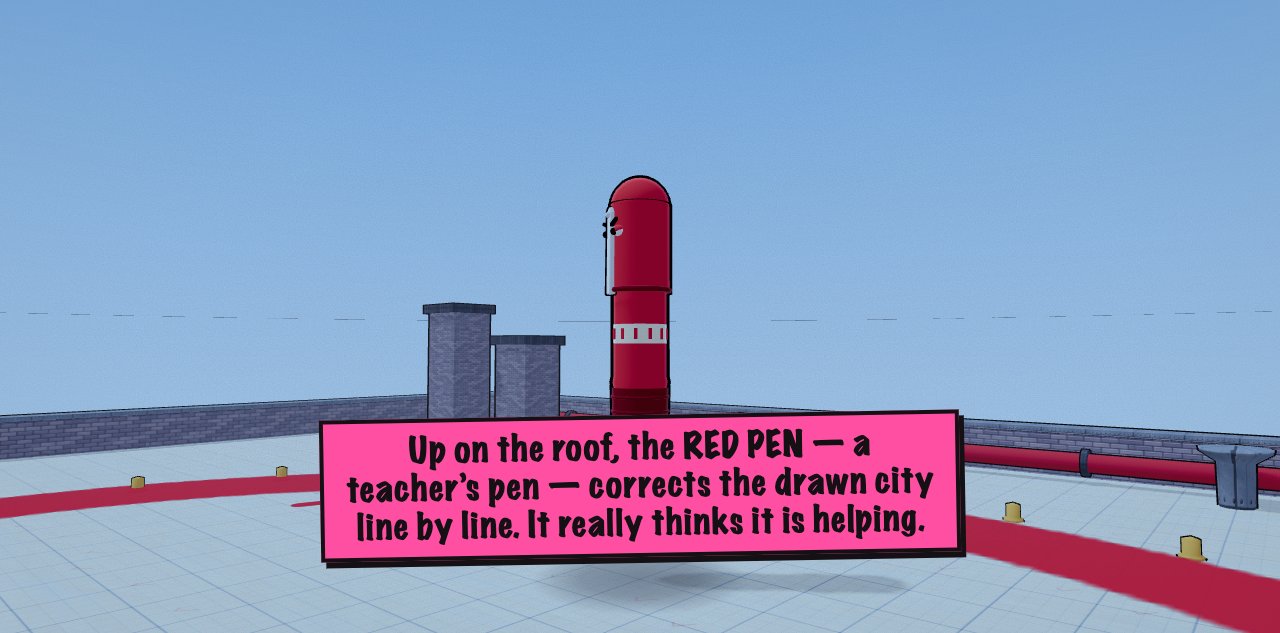 Up on the roof, the RED PEN — a
teacher's pen — corrects the drawn city
line by line. It really thinks it is helping.